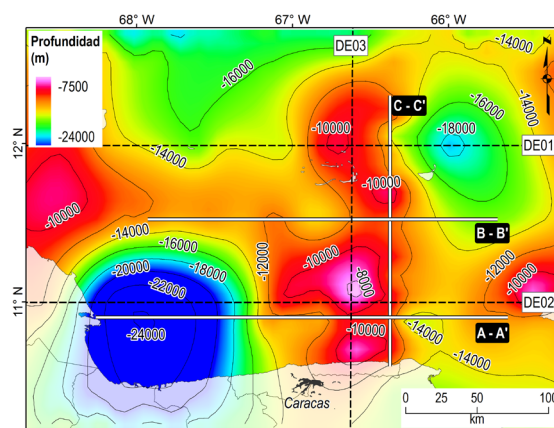 68° W
67° W
66° W
Profundidad
(m)
-7500
-24000
DE03
-14000
N
-16000
C - C'
-14000
-16000
-10000
-18000
12° N
DE01
-14000
-10000
-10000
B - B'
-14000
-16000
-12000
-18000
-20000
-10000
-12000
-22000
-8000
11° N
DE02
-24000
-10000
-14000
A - A'
-14000
Caracas
0
25
50
100
km